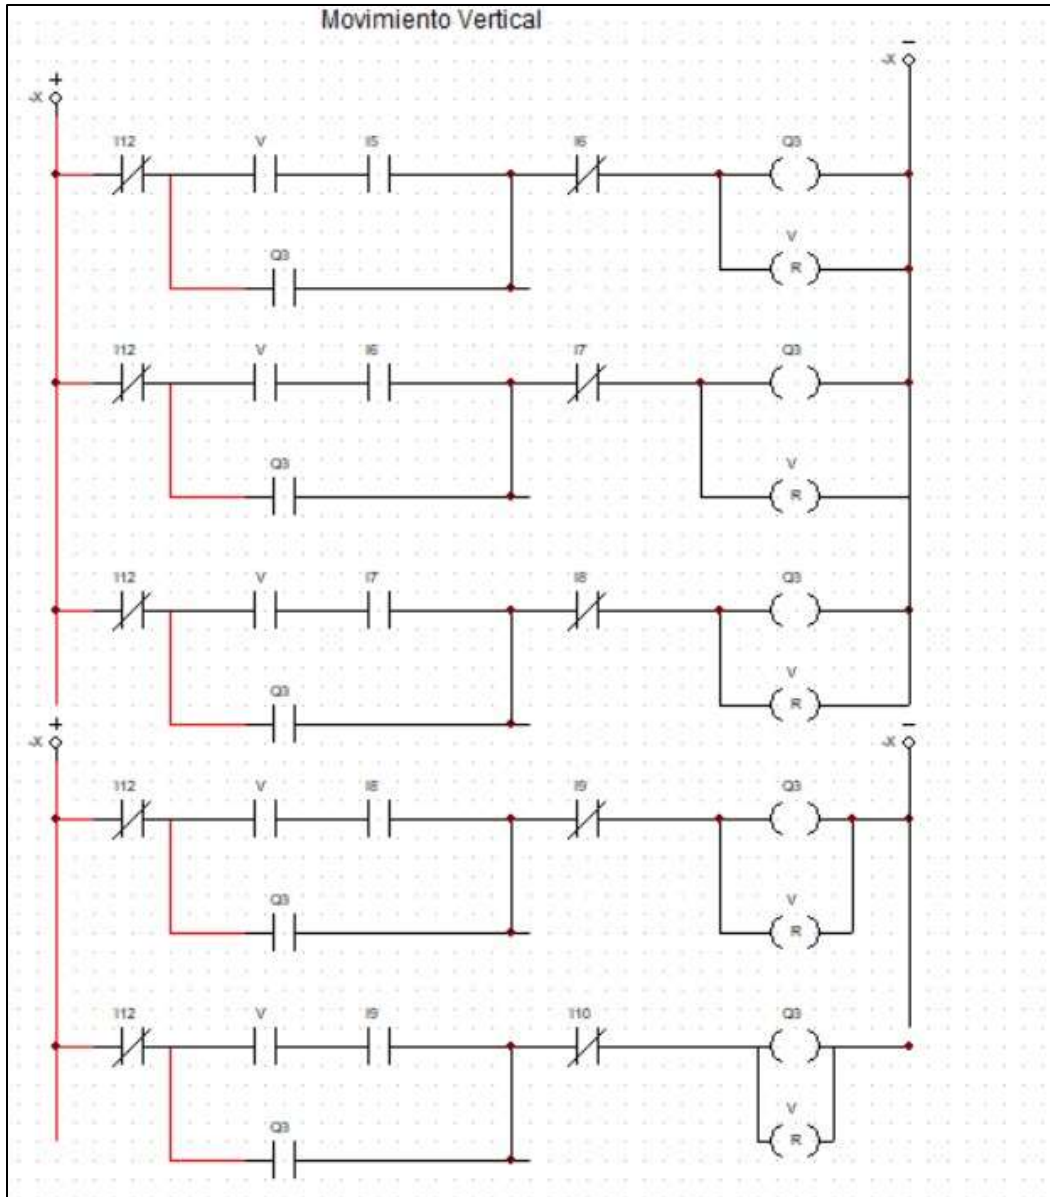 Movimiento Vertical
+ −
-X -X
I12 V I5 I6 Q3
V
Q3 R
I12 V I6 I7 Q3
Q3 V
R
I12 V I7 I8 Q3
V
Q3 R
+ −
-X -X
I12 V I8 I9 Q3
Q3 V
R
I12 V I9 I10 Q3
V
Q3 R